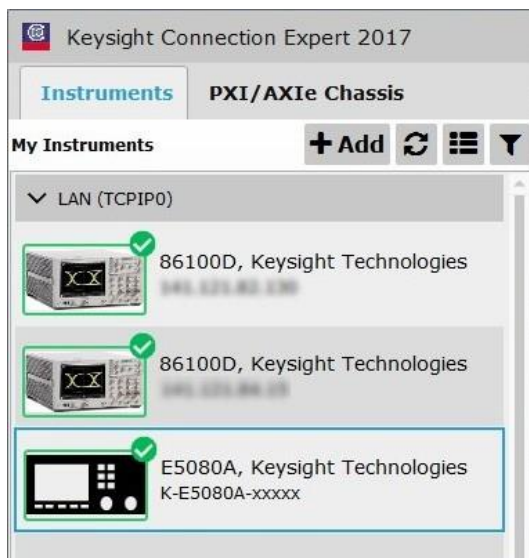 Keysight Connection Expert 2017
Instruments PXI/AXIe Chassis
My Instruments + Add
LAN (TCPIP0)
86100D, Keysight Technologies
86100D, Keysight Technologies
E5080A, Keysight Technologies
K-E5080A-xxxxx